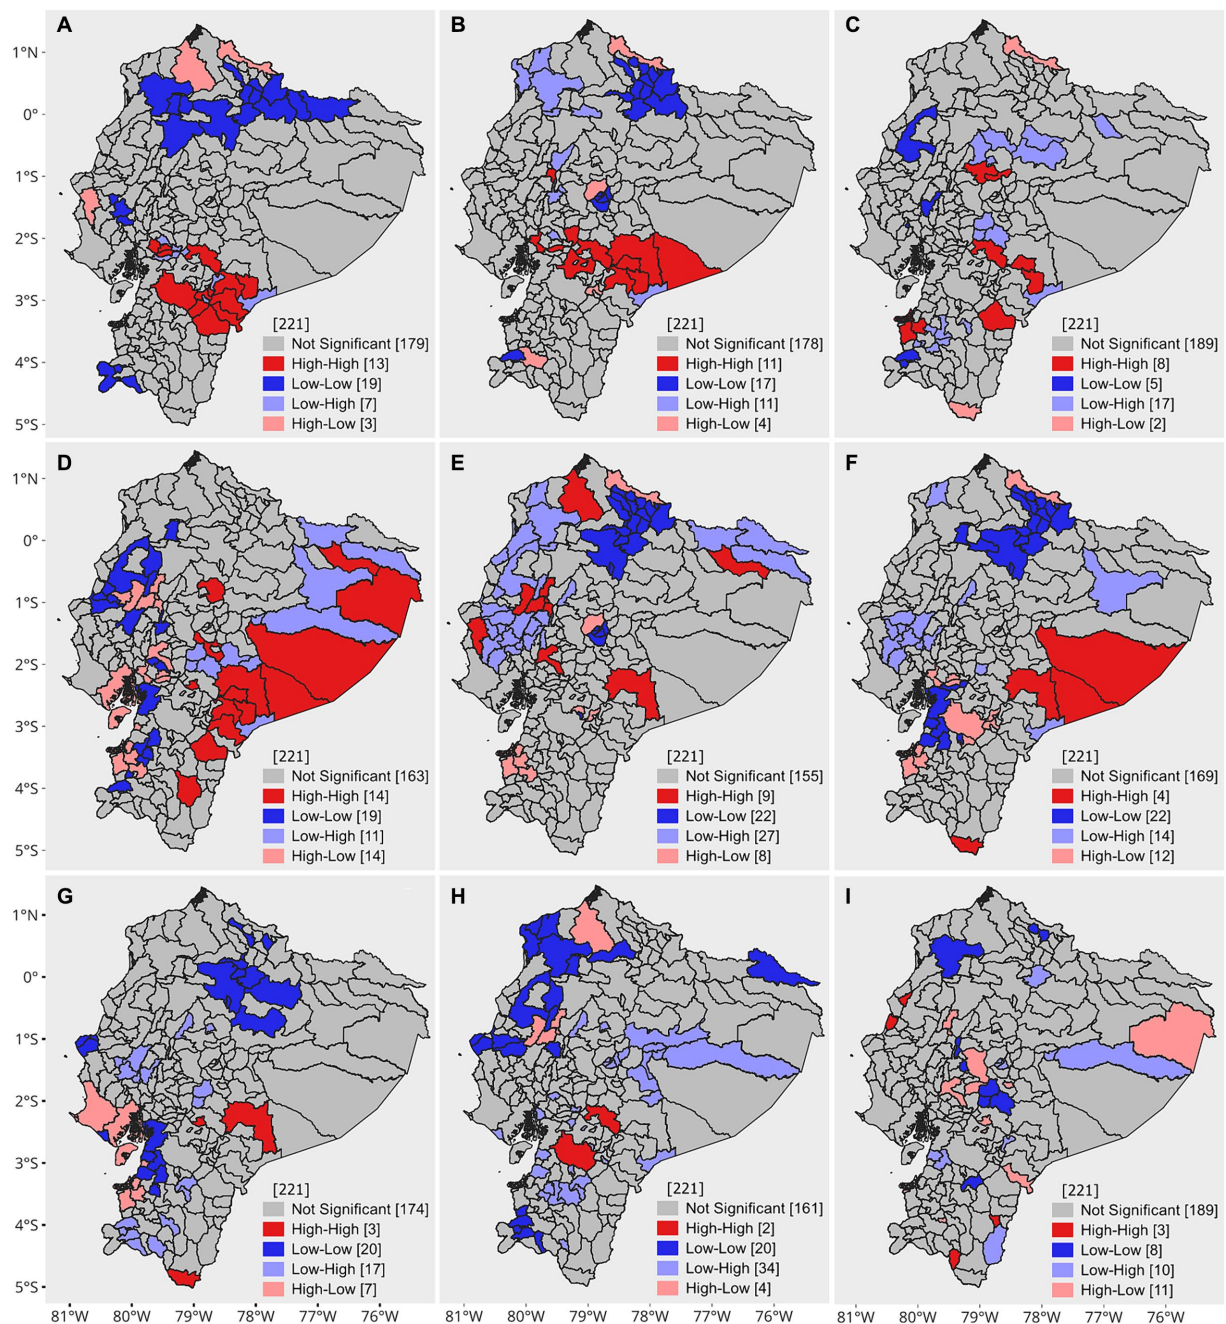 A
B
C
1°N
0°
1°S
2°S
3°S
4°S
5°S
[221]
Not Significant [179]
High-High [13]
Low-Low [19]
Low-High [7]
High-Low [3]
[221]
Not Significant [178]
High-High [11]
Low-Low [17]
Low-High [11]
High-Low [4]
[221]
Not Significant [189]
High-High [8]
Low-Low [5]
Low-High [17]
High-Low [2]
D
E
F
1°N
0°
1°S
2°S
3°S
4°S
5°S
[221]
Not Significant [163]
High-High [14]
Low-Low [19]
Low-High [11]
High-Low [14]
[221]
Not Significant [155]
High-High [9]
Low-Low [22]
Low-High [27]
High-Low [8]
[221]
Not Significant [169]
High-High [4]
Low-Low [22]
Low-High [14]
High-Low [12]
G
H
I
1°N
0°
1°S
2°S
3°S
4°S
5°S
[221]
Not Significant [174]
High-High [3]
Low-Low [20]
Low-High [17]
High-Low [7]
[221]
Not Significant [161]
High-High [2]
Low-Low [20]
Low-High [34]
High-Low [4]
[221]
Not Significant [189]
High-High [3]
Low-Low [8]
Low-High [10]
High-Low [11]
81°W 80°W 79°W 78°W 77°W 76°W
81°W 80°W 79°W 78°W 77°W 76°W
81°W 80°W 79°W 78°W 77°W 76°W